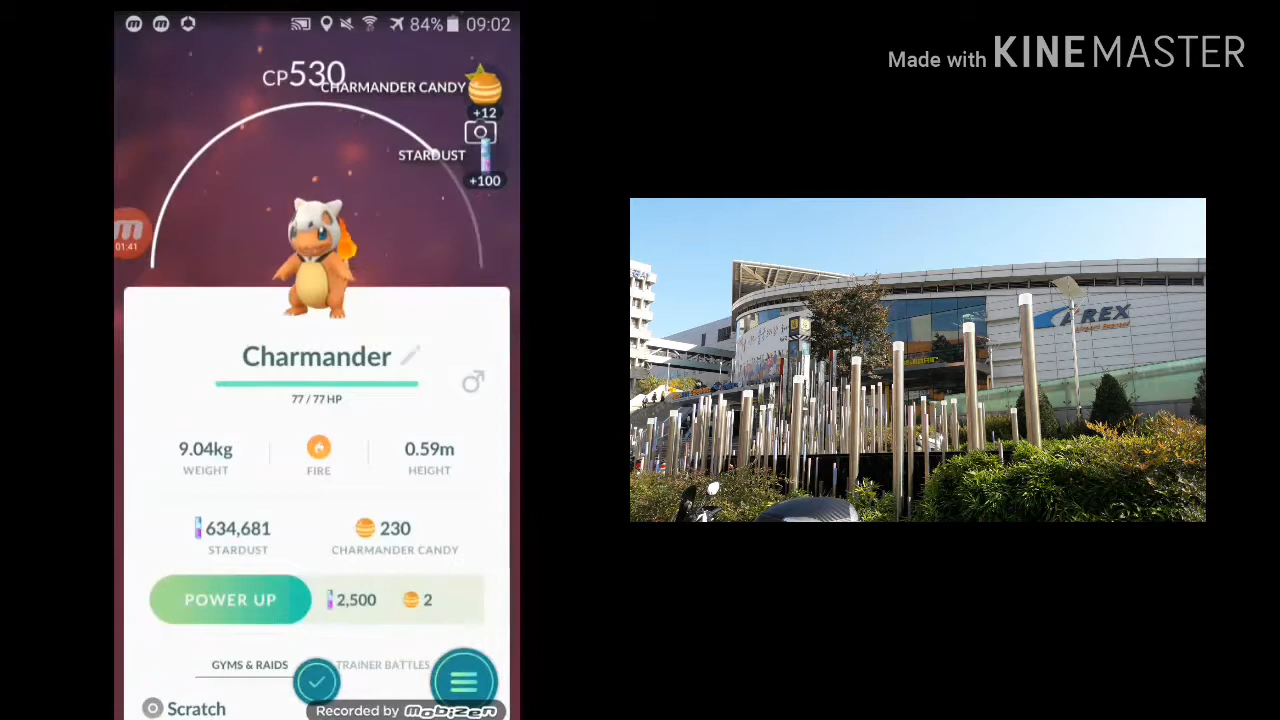 84% 09:02
CP530
CHARMANDER CANDY
+12
STARDUST
+100
01:41
Charmander
77 / 77 HP
9.04kg
WEIGHT
FIRE
0.59m
HEIGHT
634,681
STARDUST
230
CHARMANDER CANDY
POWER UP
2,500
2
GYMS & RAIDS
TRAINER BATTLES
Scratch
Recorded by mobizen
Made with KINEMASTER
AREX